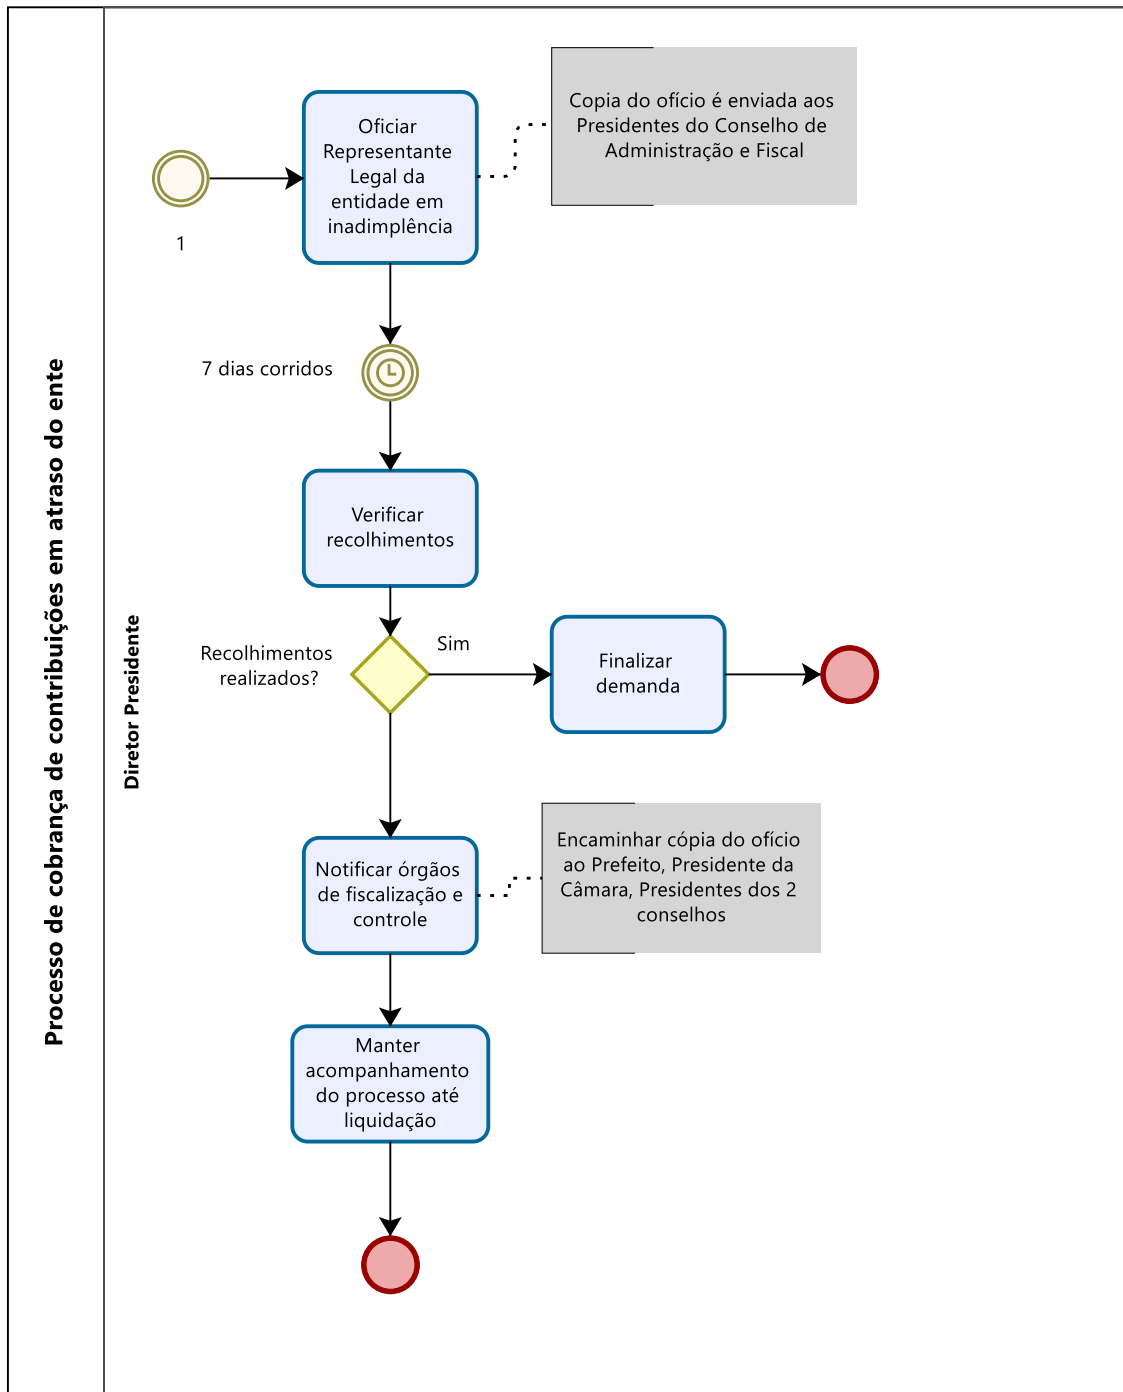 Processo de cobrança de contribuições em atraso do ente
Diretor Presidente
1
Oficiar
Representante
Legal da
entidade em
inadimplência
Copia do ofício é enviada aos
Presidentes do Conselho de
Administração e Fiscal
7 dias corridos
Verificar
recolhimentos
Recolhimentos
realizados?
Sim
Finalizar
demanda
Notificar órgãos
de fiscalização e
controle
Encaminhar cópia do ofício
ao Prefeito, Presidente da
Câmara, Presidentes dos 2
conselhos
Manter
acompanhamento
do processo até
liquidação